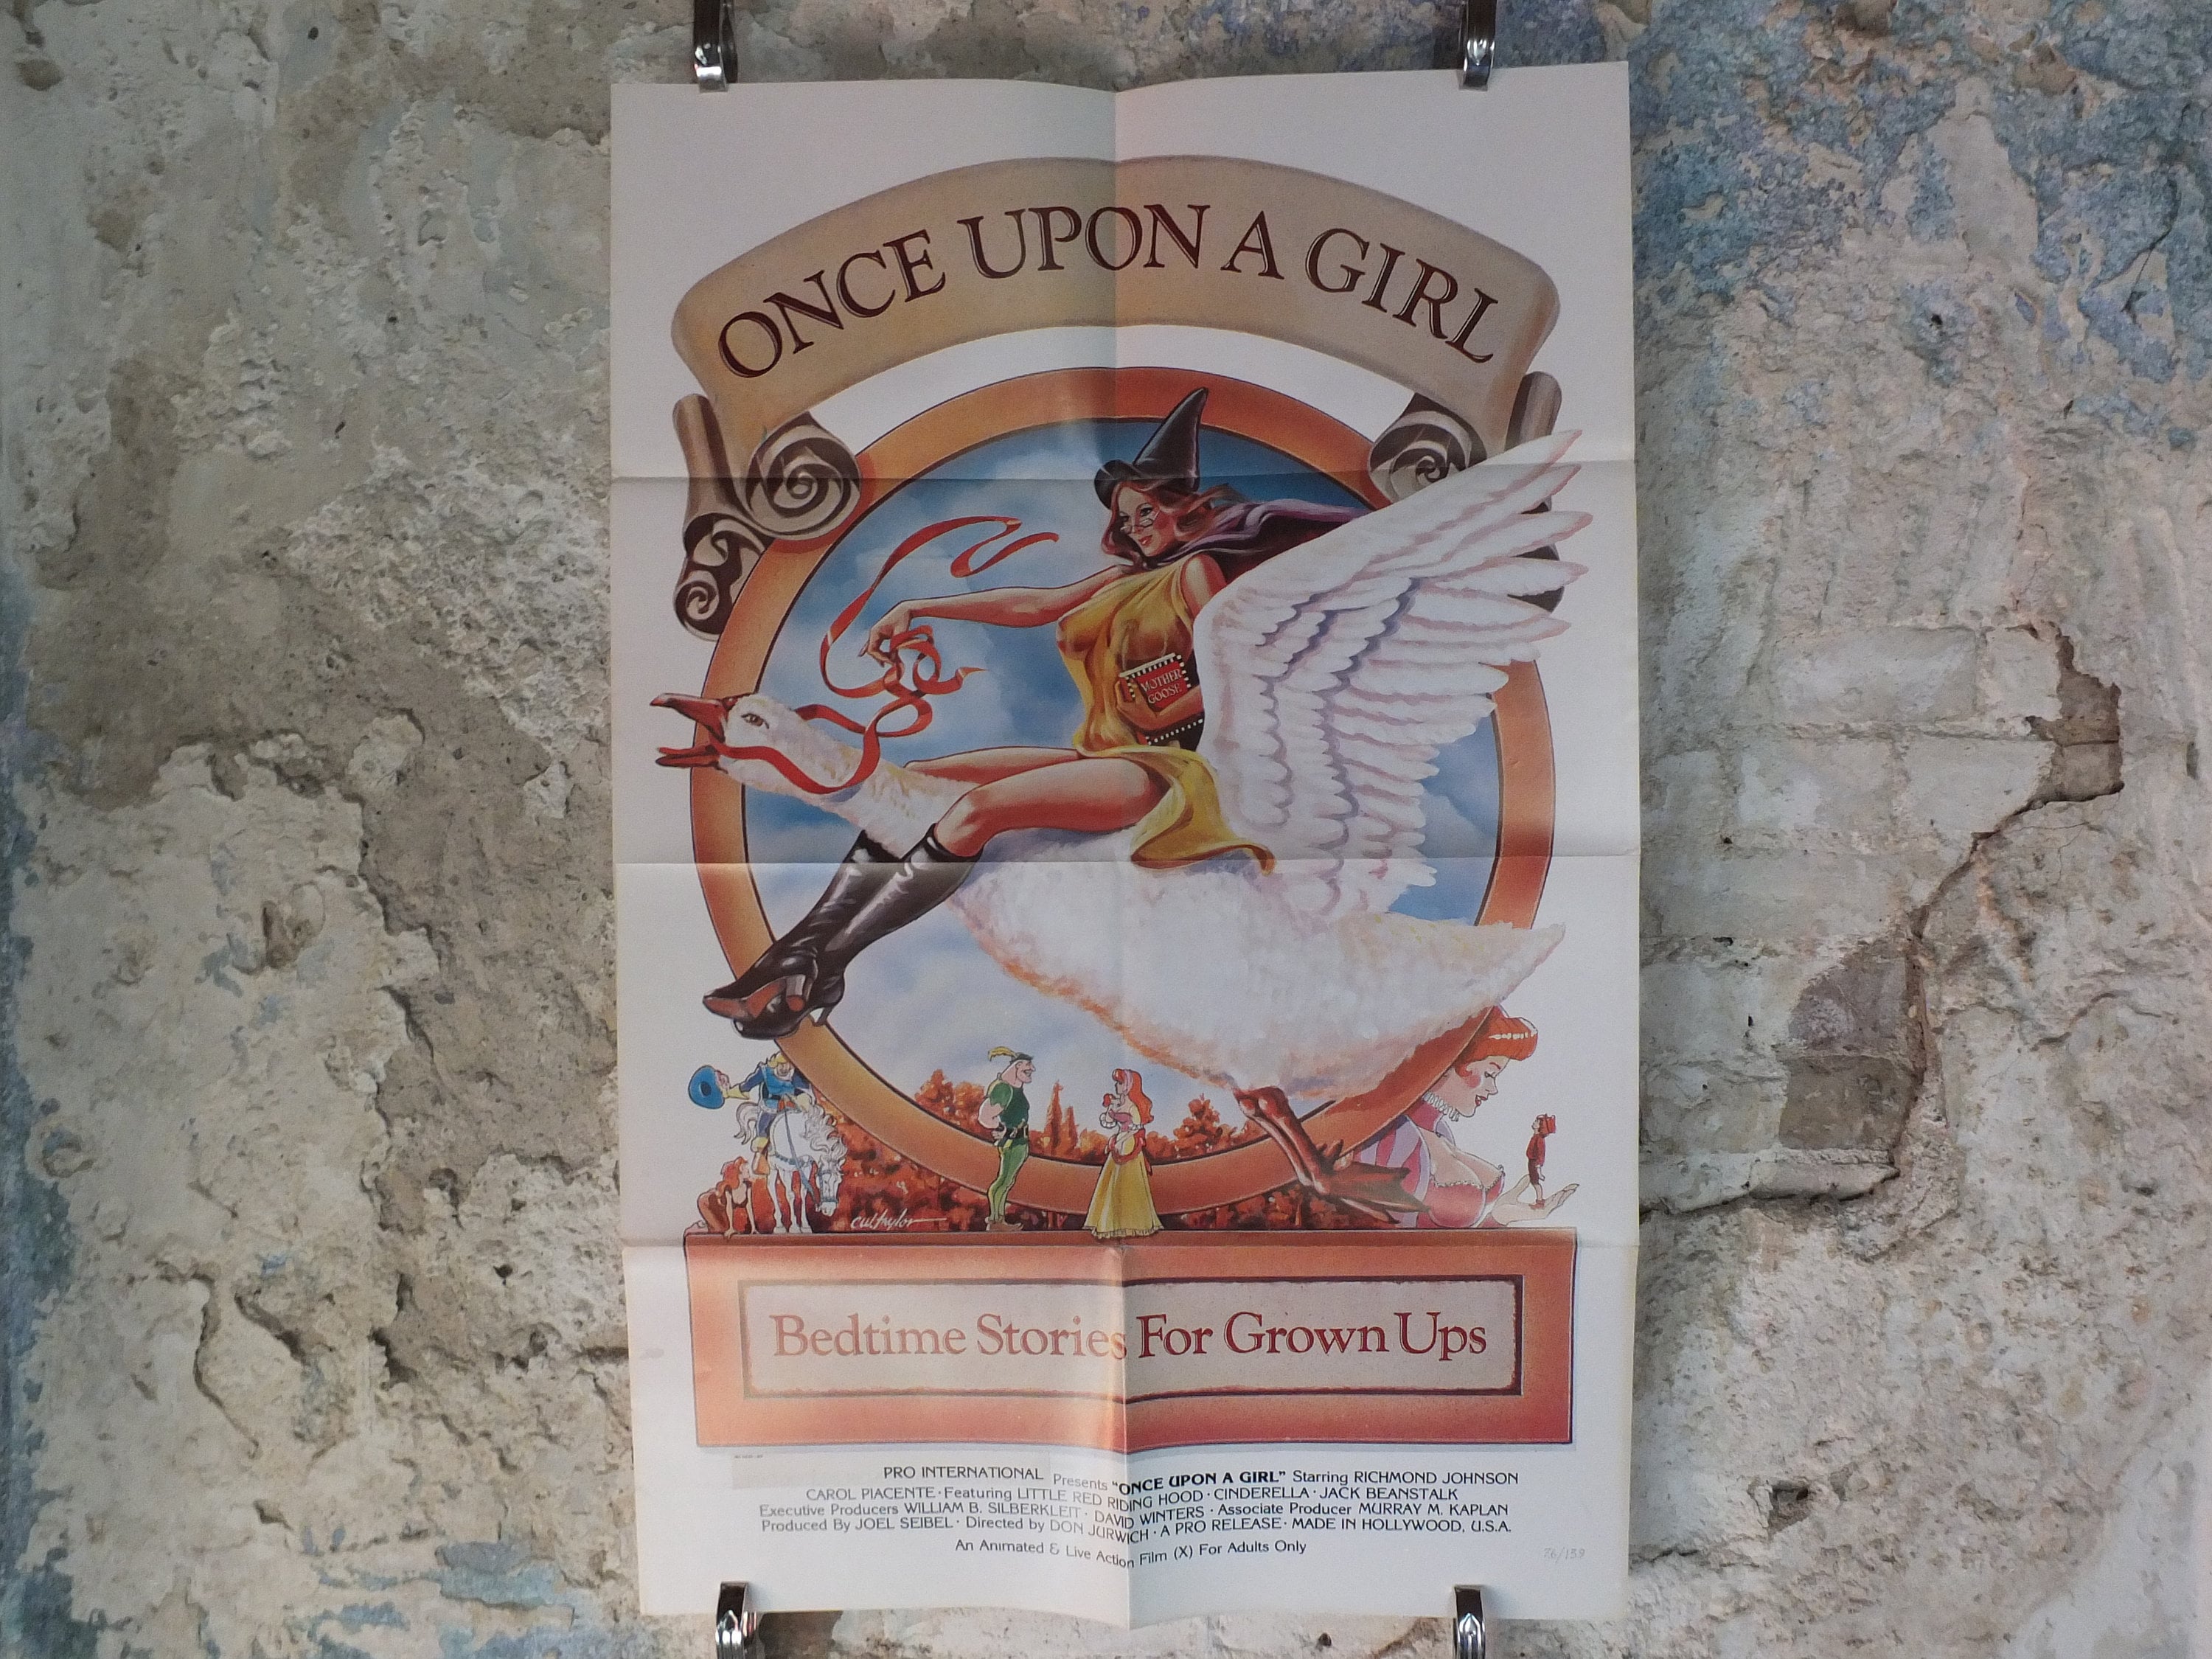 ONCE UPON A GIRL
MOTHER
GOOSE
Bedtime Stories For Grown Ups
PRO INTERNATIONAL Presents "ONCE UPON A GIRL" Starring RICHMOND JOHNSON
CAROL PIACENTE · Featuring LITTLE RED RIDING HOOD · CINDERELLA · JACK BEANSTALK
Executive Producers WILLIAM B. SILBERKLEIT · DAVID WINTERS · Associate Producer MURRAY M. KAPLAN
Produced By JOEL SEIBEL · Directed by DON JURWICH · A PRO RELEASE · MADE IN HOLLYWOOD, U.S.A.
An Animated & Live Action Film (X) For Adults Only
76/139